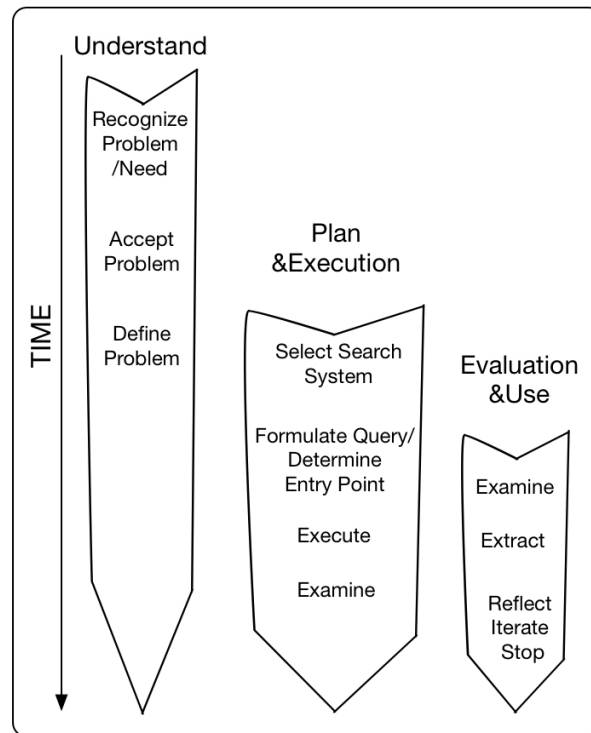 Understand
Recognize
Problem
/Need
Accept
Problem
Define
Problem
TIME
Plan
&Execution
Select Search
System
Formulate Query/
Determine
Entry Point
Execute
Examine
Evaluation
&Use
Examine
Extract
Reflect
Iterate
Stop